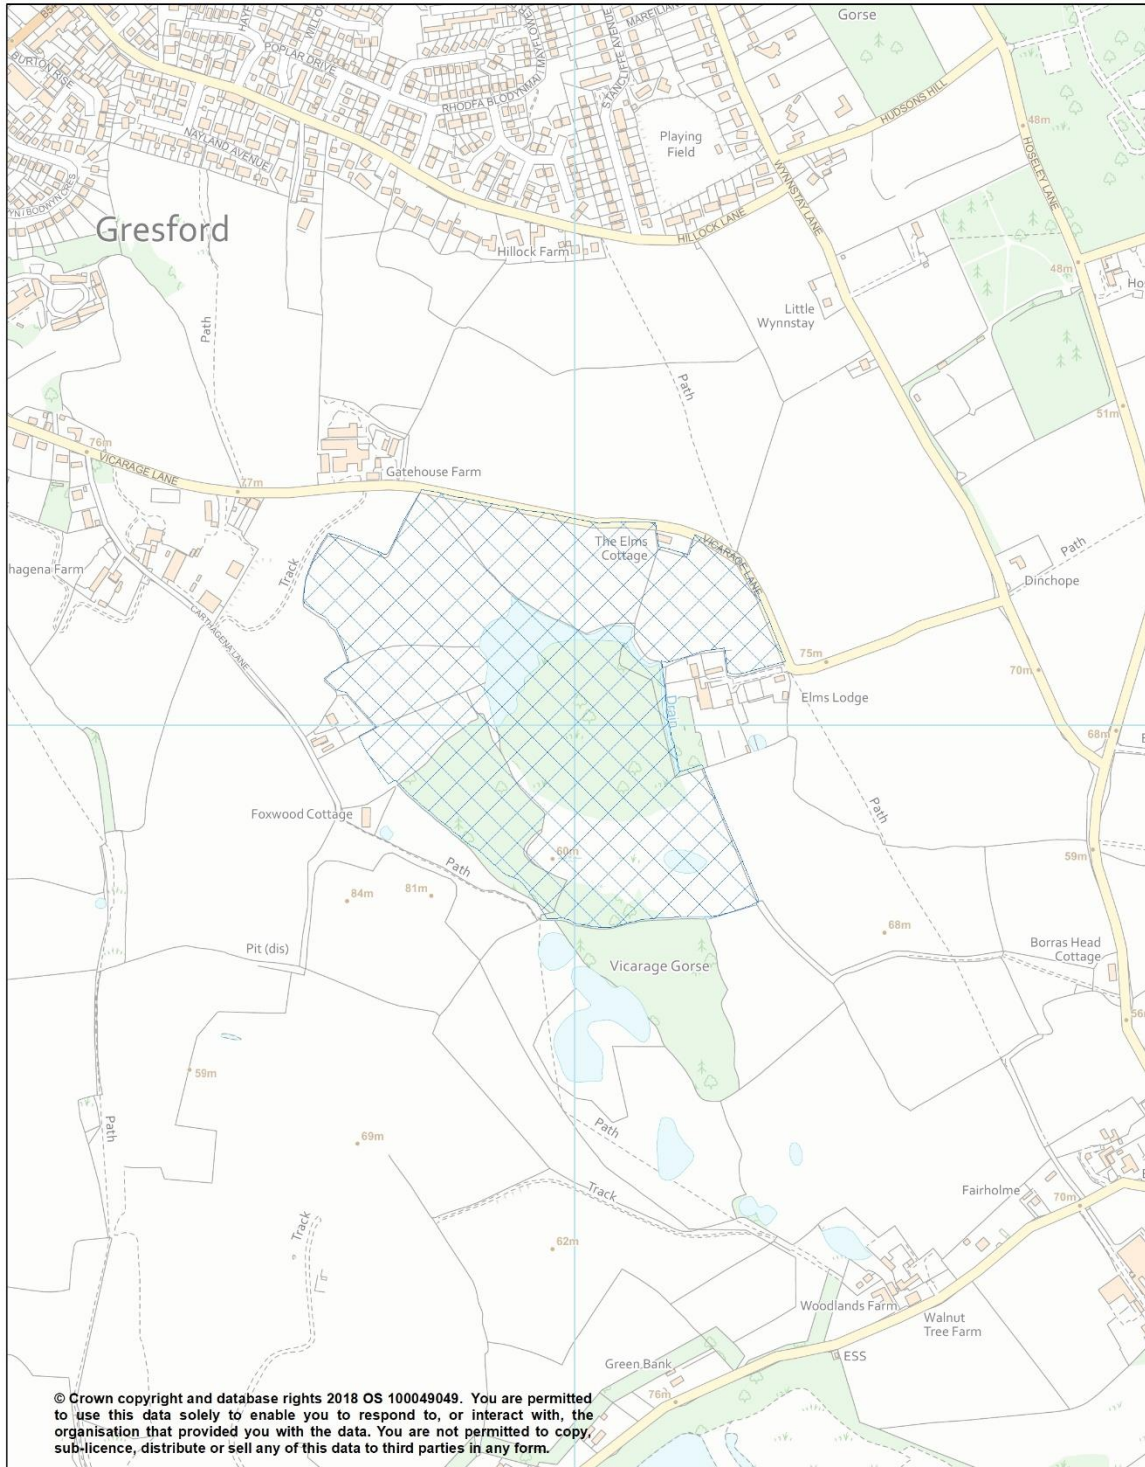 Gorse
MAREILIAN
STANCLIFFE AVENUE
MAYFLOWER
RHODFA BLODYNMAI
POPLAR DRIVE
BURTON RISE
NAYLAND AVENUE
Playing
Field
HUDSONS HILL
48m
HOSELEY LANE
WYNNSTAY LANE
Gresford
Hillock Farm
HILLOCK LANE
48m
Little
Wynnstay
Path
Path
51m
76m
VICARAGE LANE
77m
Gatehouse Farm
The Elms
Cottage
VICARAGE LANE
Track
Path
Dinchope
hagena Farm
CARTHAGENA LANE
75m
70m
Elms Lodge
Drain
68m
Foxwood Cottage
Path
60m
59m
Path
84m
81m
68m
Pit (dis)
Vicarage Gorse
Borras Head
Cottage
56m
59m
Path
69m
Path
Track
Fairholme
70m
Track
62m
Woodlands Farm
Walnut
Tree Farm
ESS
Green Bank
76m
© Crown copyright and database rights 2018 OS 100049049. You are permitted
to use this data solely to enable you to respond to, or interact with, the
organisation that provided you with the data. You are not permitted to copy,
sub-licence, distribute or sell any of this data to third parties in any form.